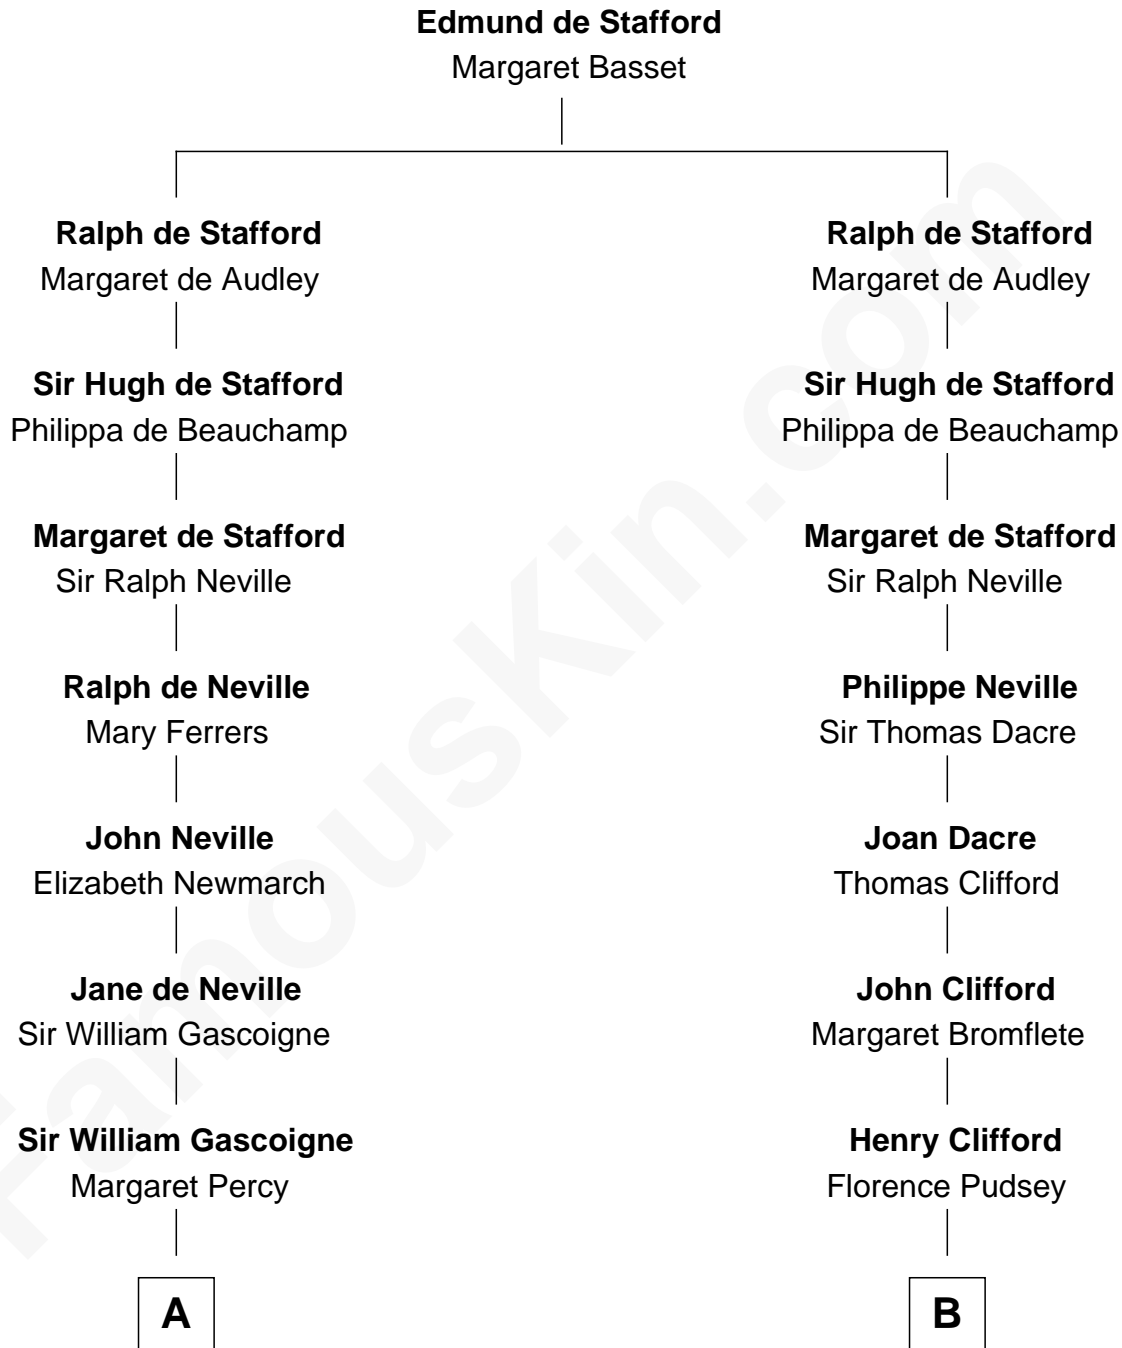 Edmund de Stafford
Margaret Basset
Ralph de Stafford
Margaret de Audley
Ralph de Stafford
Margaret de Audley
Sir Hugh de Stafford
Philippa de Beauchamp
Sir Hugh de Stafford
Philippa de Beauchamp
Margaret de Stafford
Sir Ralph Neville
Margaret de Stafford
Sir Ralph Neville
Ralph de Neville
Mary Ferrers
Philippe Neville
Sir Thomas Dacre
John Neville
Elizabeth Newmarch
Joan Dacre
Thomas Clifford
Jane de Neville
Sir William Gascoigne
John Clifford
Margaret Bromflete
Sir William Gascoigne
Margaret Percy
Henry Clifford
Florence Pudsey
A
B
FamousKin.com